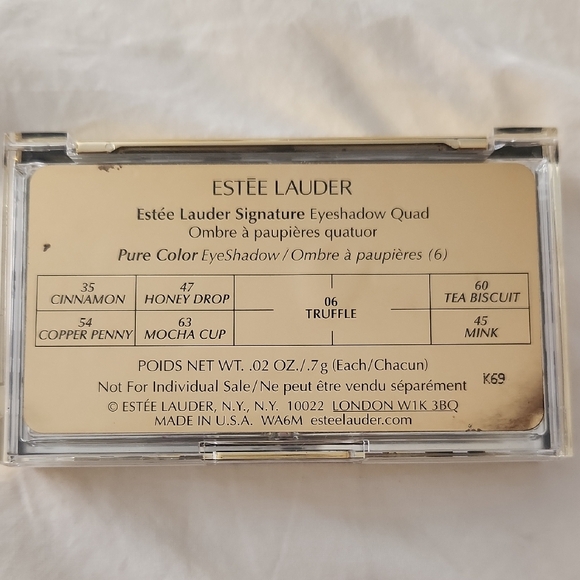 ESTĒE LAUDER
Estée Lauder Signature Eyeshadow Quad
Ombre à paupières quatuor
Pure Color EyeShadow / Ombre à paupières (6)
35 CINNAMON
47 HONEY DROP
06 TRUFFLE
60 TEA BISCUIT
54 COPPER PENNY
63 MOCHA CUP
45 MINK
POIDS NET WT. .02 OZ./.7g (Each/Chacun)
Not For Individual Sale/Ne peut être vendu séparément
K69
© ESTÉE LAUDER, N.Y., N.Y. 10022 LONDON W1K 3BQ
MADE IN U.S.A. WA6M esteelauder.com